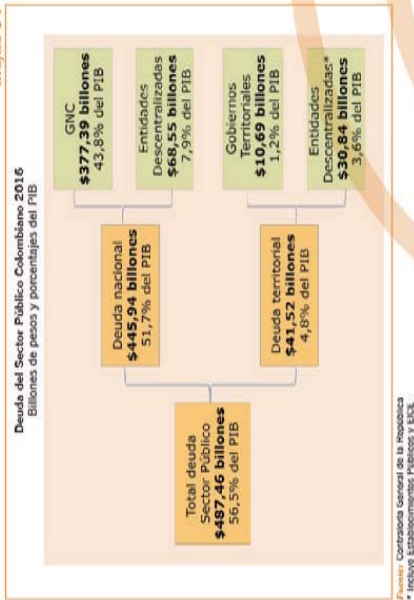 Deuda del Sector Público Colombiano 2016
Billones de pesos y porcentajes del PIB
Total deuda
Sector Público
$487,46 billones
56,5% del PIB
Deuda nacional
$445,94 billones
51,7% del PIB
GNC
$377,39 billones
43,8% del PIB
Entidades
Descentralizadas
$68,55 billones
7,9% del PIB
Deuda territorial
$41,52 billones
4,8% del PIB
Gobiernos
Territoriales
$10,69 billones
1,2% del PIB
Entidades
Descentralizadas*
$30,84 billones
3,6% del PIB
Fuente: Contraloría General de la República
* Incluye Establecimientos Públicos y EICE